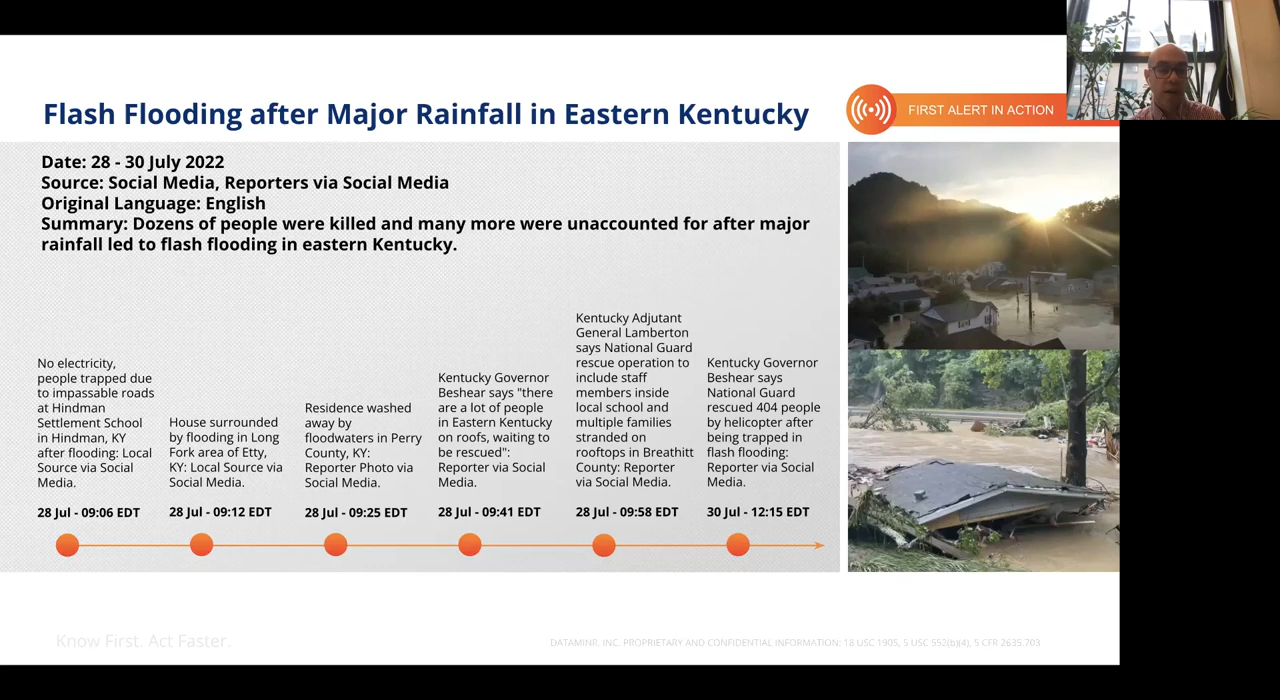 Flash Flooding after Major Rainfall in Eastern Kentucky
FIRST ALERT IN ACTION
Date: 28 - 30 July 2022
Source: Social Media, Reporters via Social Media
Original Language: English
Summary: Dozens of people were killed and many more were unaccounted for after major
rainfall led to flash flooding in eastern Kentucky.
No electricity,
people trapped due
to impassable roads
at Hindman
Settlement School
in Hindman, KY
after flooding: Local
Source via Social
Media.
28 Jul - 09:06 EDT
House surrounded
by flooding in Long
Fork area of Etty,
KY: Local Source via
Social Media.
28 Jul - 09:12 EDT
Residence washed
away by
floodwaters in Perry
County, KY:
Reporter Photo via
Social Media.
28 Jul - 09:25 EDT
Kentucky Governor
Beshear says "there
are a lot of people
in Eastern Kentucky
on roofs, waiting to
be rescued":
Reporter via Social
Media.
28 Jul - 09:41 EDT
Kentucky Adjutant
General Lamberton
says National Guard
rescue operation to
include staff
members inside
local school and
multiple families
stranded on
rooftops in Breathitt
County: Reporter
via Social Media.
28 Jul - 09:58 EDT
Kentucky Governor
Beshear says
National Guard
rescued 404 people
by helicopter after
being trapped in
flash flooding:
Reporter via Social
Media.
30 Jul - 12:15 EDT
Know First. Act Faster.
DATAMINR, INC. PROPRIETARY AND CONFIDENTIAL INFORMATION: 18 USC 1905, 5 USC 552(b)(4), 5 CFR 2635.703